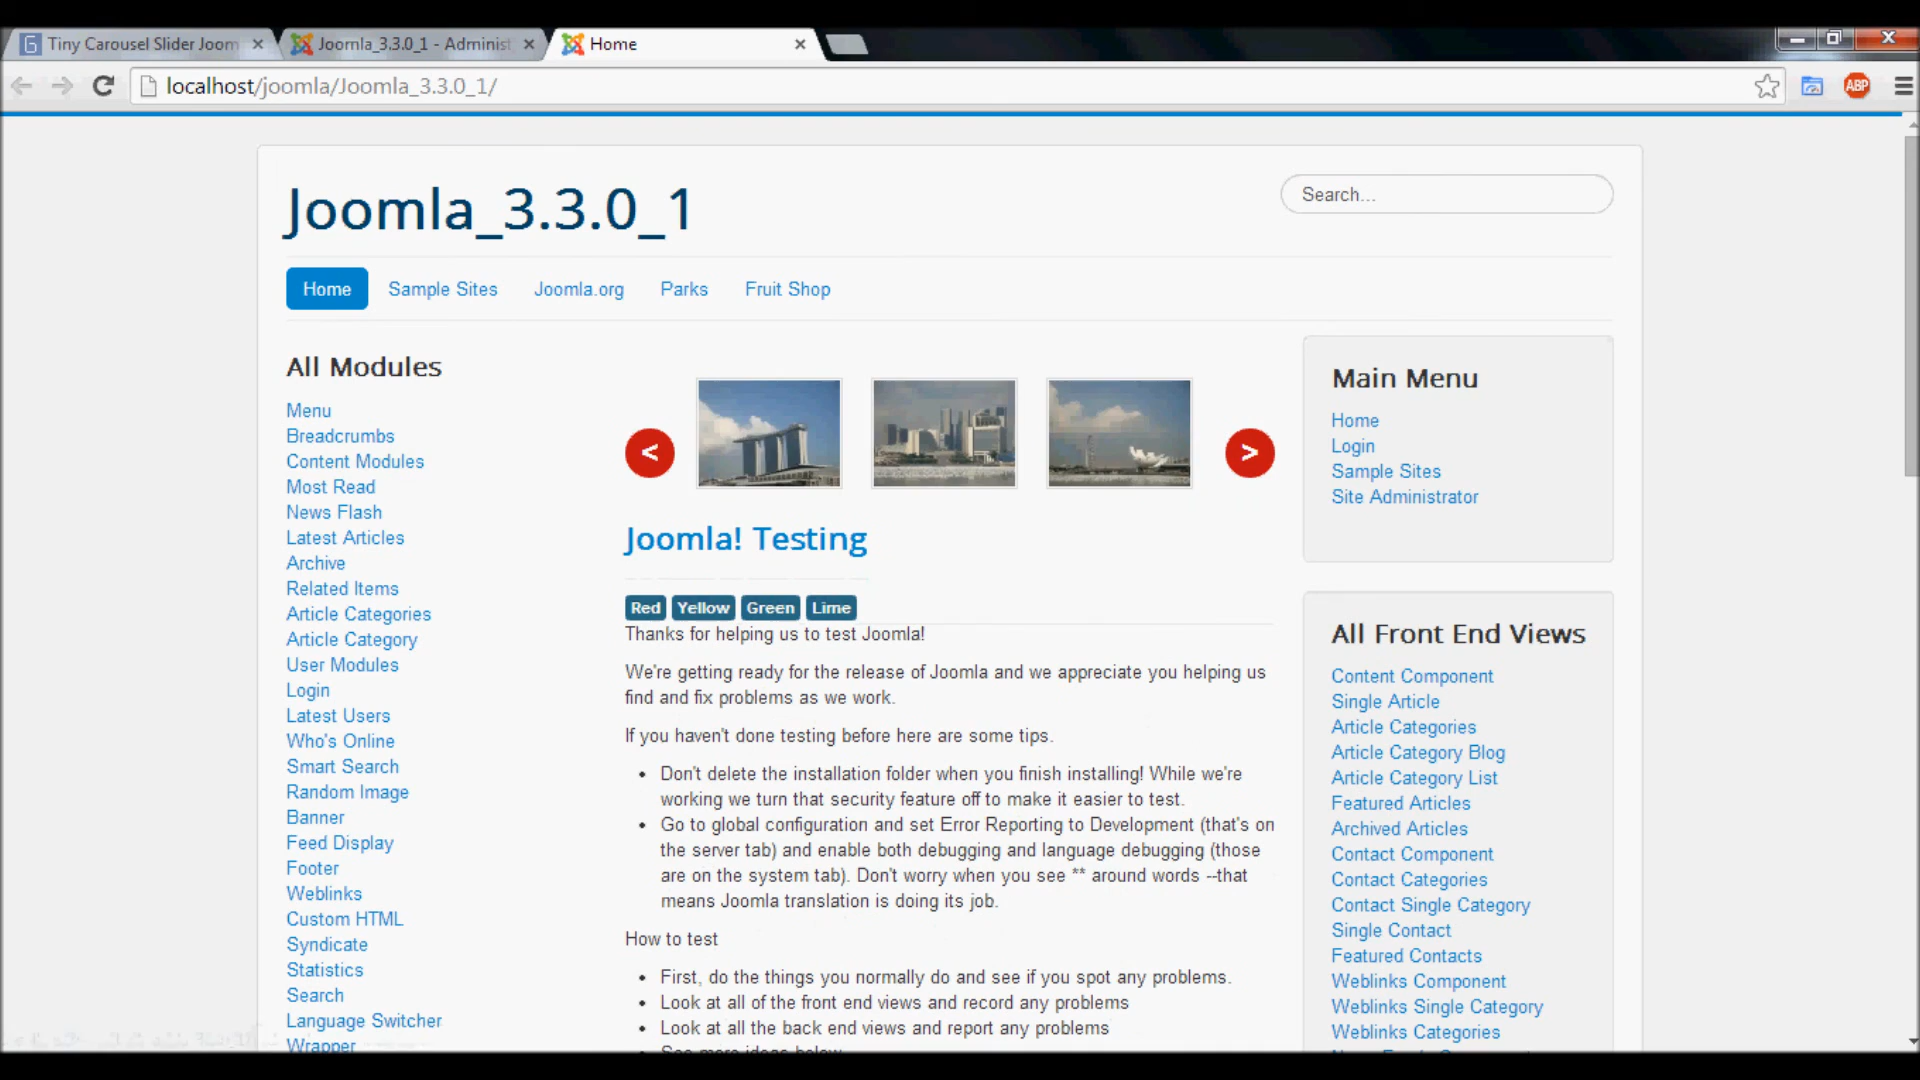 Tiny Carousel Slider Joom
Joomla_3.3.0_1 - Administ
Home
localhost/joomla/Joomla_3.3.0_1/
ABP
Joomla_3.3.0_1
Search...
Home Sample Sites Joomla.org Parks Fruit Shop
All Modules
Menu
Breadcrumbs
Content Modules
Most Read
News Flash
Latest Articles
Archive
Related Items
Article Categories
Article Category
User Modules
Login
Latest Users
Who's Online
Smart Search
Random Image
Banner
Feed Display
Footer
Weblinks
Custom HTML
Syndicate
Statistics
Search
Language Switcher
Wrapper
< >
Joomla! Testing
Red Yellow Green Lime
Thanks for helping us to test Joomla!
We're getting ready for the release of Joomla and we appreciate you helping us
find and fix problems as we work.
If you haven't done testing before here are some tips.
• Don't delete the installation folder when you finish installing! While we're
working we turn that security feature off to make it easier to test.
• Go to global configuration and set Error Reporting to Development (that's on
the server tab) and enable both debugging and language debugging (those
are on the system tab). Don't worry when you see ** around words --that
means Joomla translation is doing its job.
How to test
• First, do the things you normally do and see if you spot any problems.
• Look at all of the front end views and record any problems
• Look at all the back end views and report any problems
• See more ideas below
Main Menu
Home
Login
Sample Sites
Site Administrator
All Front End Views
Content Component
Single Article
Article Categories
Article Category Blog
Article Category List
Featured Articles
Archived Articles
Contact Component
Contact Categories
Contact Single Category
Single Contact
Featured Contacts
Weblinks Component
Weblinks Single Category
Weblinks Categories